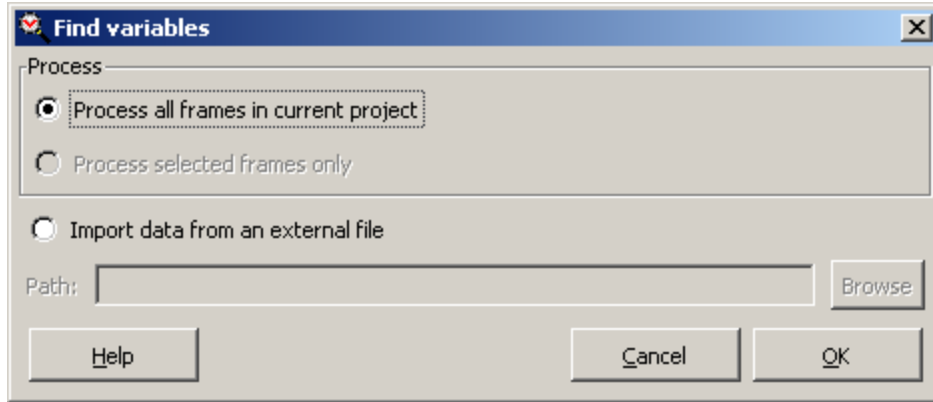 Find variables
Process
Process all frames in current project
Process selected frames only
Import data from an external file
Path:
Browse
Help
Cancel
OK